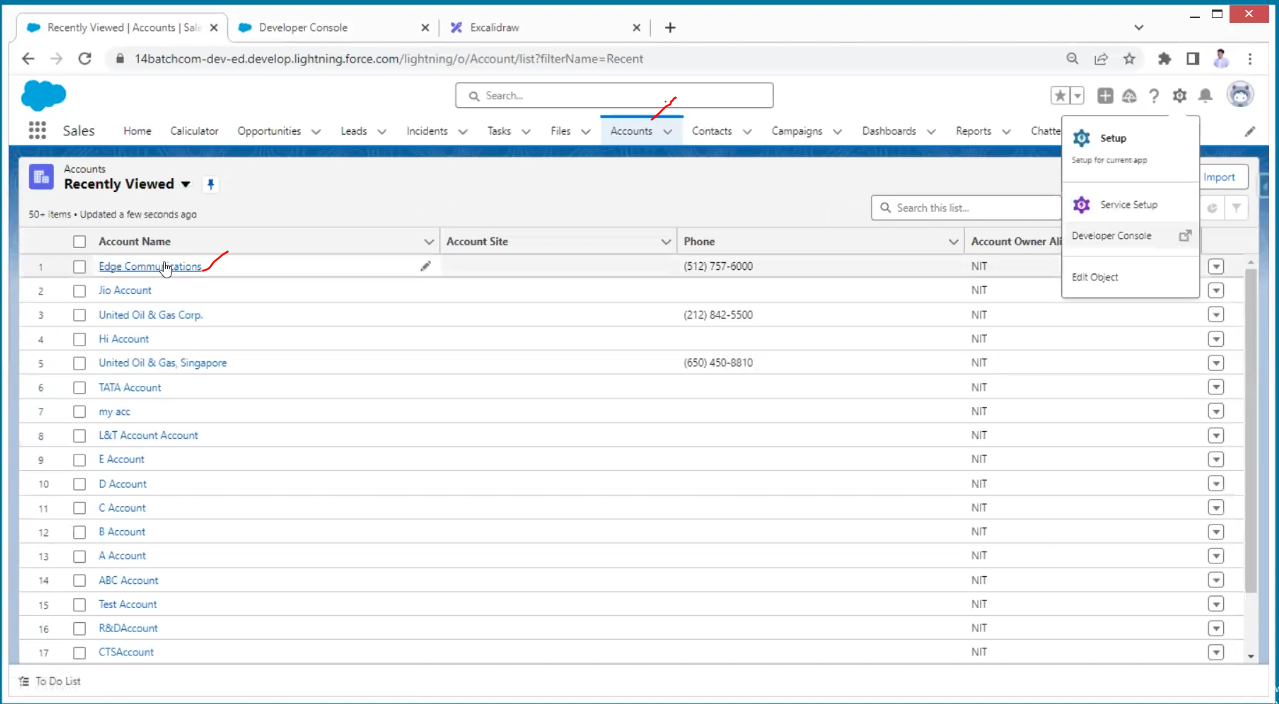 Recently Viewed | Accounts | Sale
Developer Console
Excalidraw
14batchcom-dev-ed.develop.lightning.force.com/lightning/o/Account/list?filterName=Recent
Search...
Sales Home Calculator Opportunities Leads Incidents Tasks Files Accounts Contacts Campaigns Dashboards Reports Chatte
Setup
Setup for current app
Service Setup
Developer Console
Edit Object
Accounts
Recently Viewed
Import
50+ items • Updated a few seconds ago
Search this list...
Account Name Account Site Phone Account Owner Ali
1 Edge Communications (512) 757-6000 NIT
2 Jio Account NIT
3 United Oil & Gas Corp. (212) 842-5500 NIT
4 Hi Account NIT
5 United Oil & Gas, Singapore (650) 450-8810 NIT
6 TATA Account NIT
7 my acc NIT
8 L&T Account Account NIT
9 E Account NIT
10 D Account NIT
11 C Account NIT
12 B Account NIT
13 A Account NIT
14 ABC Account NIT
15 Test Account NIT
16 R&DAccount NIT
17 CTSAccount NIT
To Do List